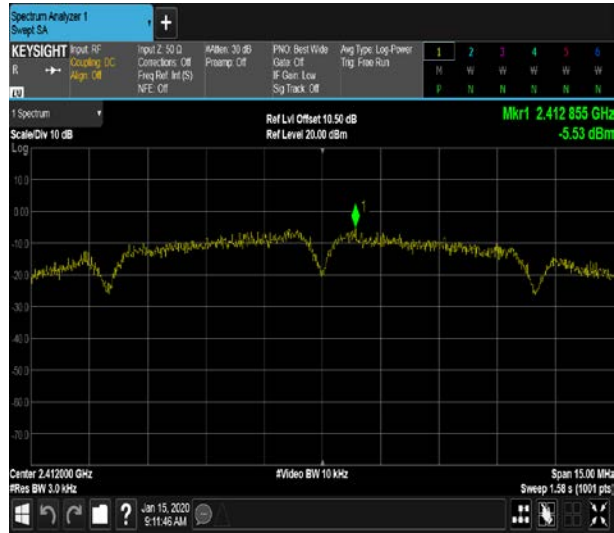 Spectrum Analyzer 1
Swept SA
+
KEYSIGHT Input: RF Input Z: 50 Ω #Atten: 30 dB PNO: Best Wide Avg Type: Log-Power 1 2 3 4 5 6
R Coupling: DC Corrections: Off Preamp: Off Gate: Off Trig: Free Run M W W W W W
Align: Off Freq Ref: Int (S) IF Gain: Low P N N N N N
NFE: Off Sig Track: Off
1 Spectrum Ref Lvl Offset 10.50 dB Mkr1 2.412 855 GHz
Scale/Div 10 dB Ref Level 20.00 dBm -5.53 dBm
Log
10.0
0.00
1
-10.0
-20.0
-30.0
-40.0
-50.0
-60.0
-70.0
Center 2.412000 GHz #Video BW 10 kHz Span 15.00 MHz
#Res BW 3.0 kHz Sweep 1.58 s (1001 pts)
? Jan 15, 2020
9:11:46 AM